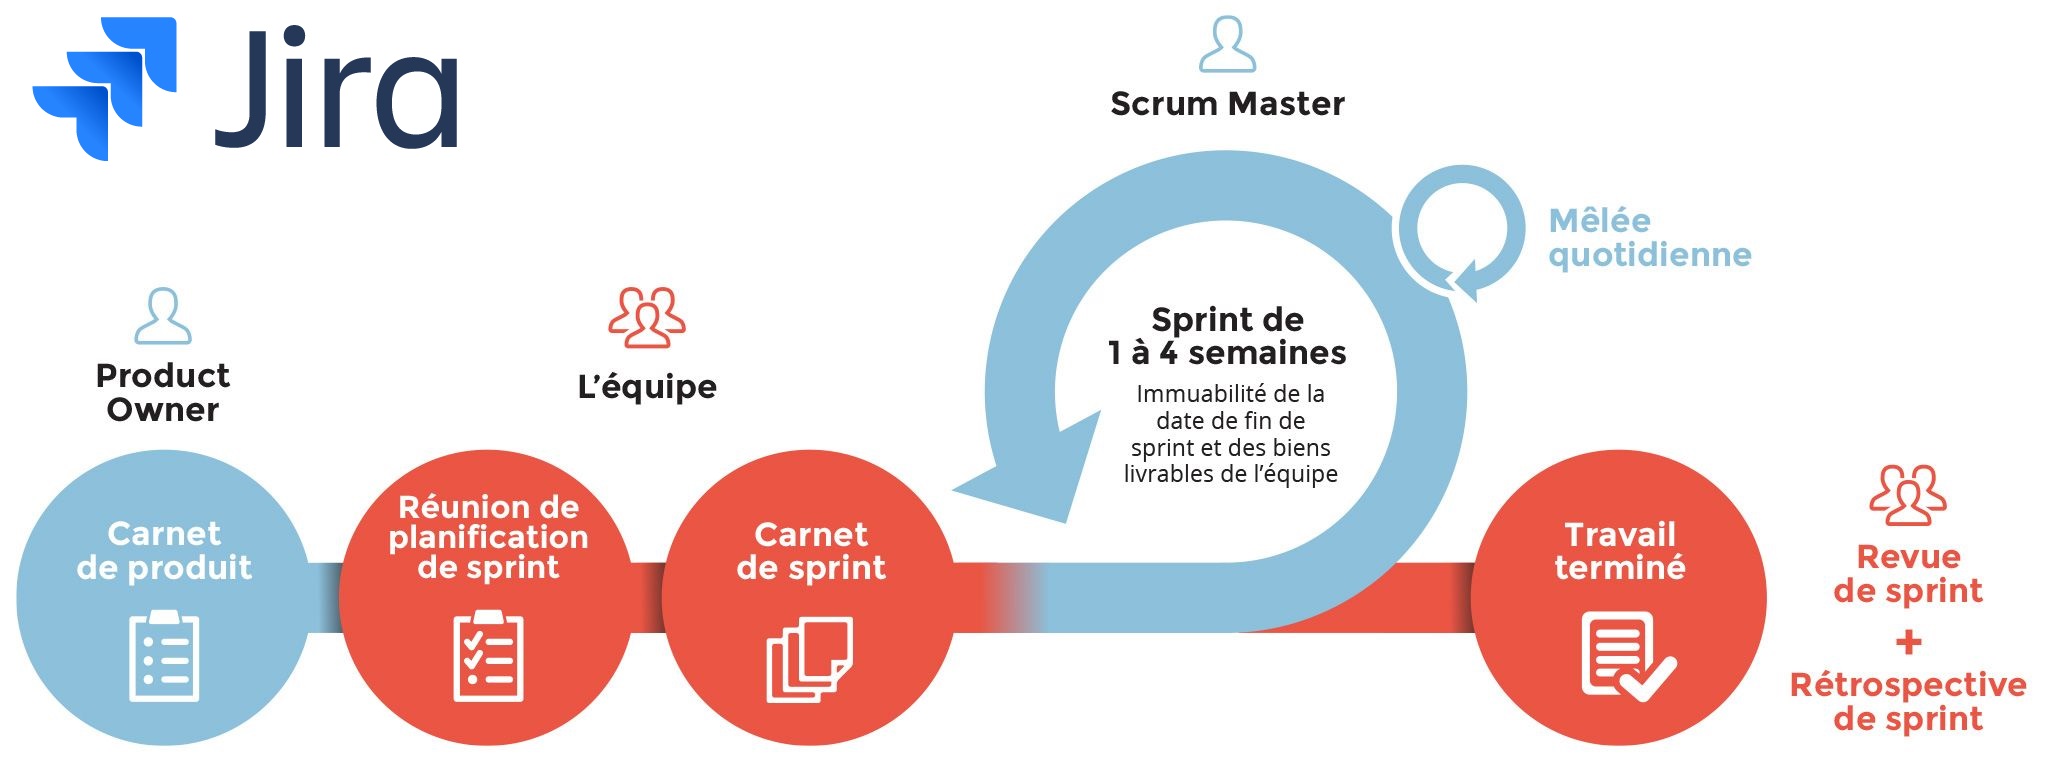 Jira
Scrum Master
Mêlée
quotidienne
Product
Owner
L’équipe
Sprint de
1 à 4 semaines
Immuabilité de la
date de fin de
sprint et des biens
livrables de l’équipe
Carnet
de produit
Réunion de
planification
de sprint
Carnet
de sprint
Travail
terminé
Revue
de sprint
+
Rétrospective
de sprint